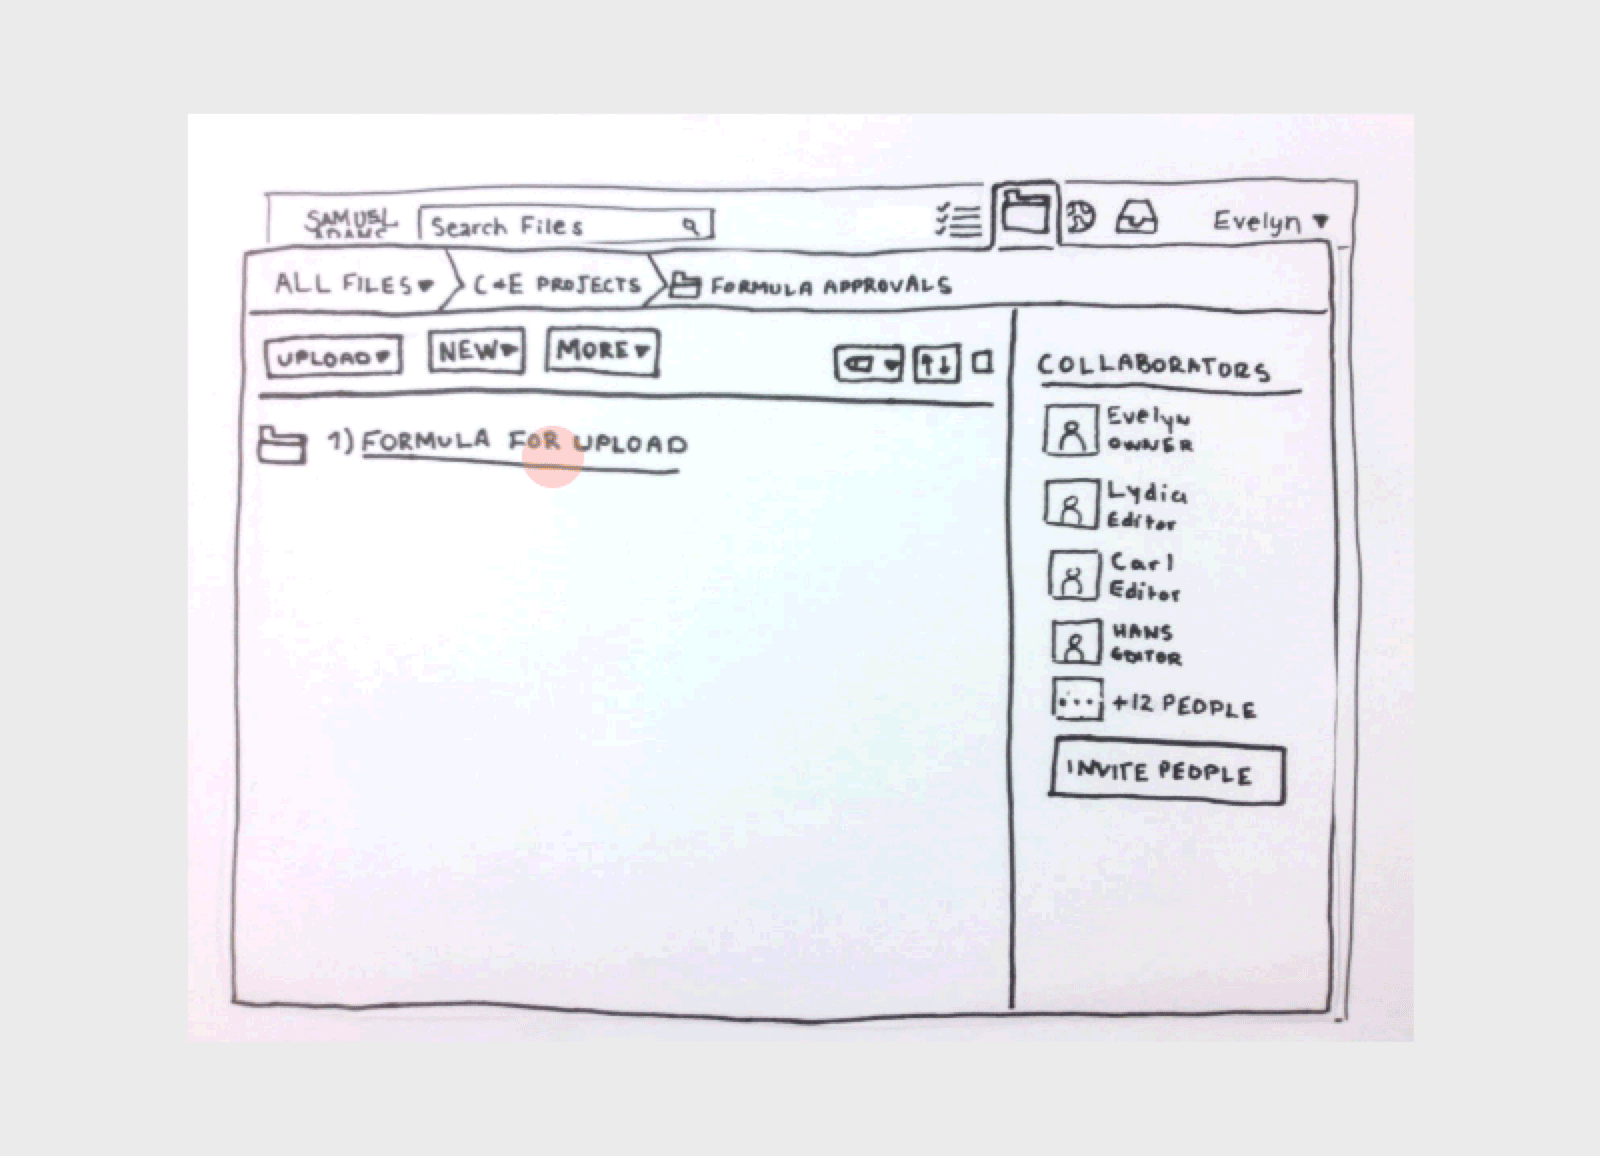 SAMUEL
ADAMS
Search Files
Evelyn
ALL FILES
C+E PROJECTS
FORMULA APPROVALS
UPLOAD
NEW
MORE
1) FORMULA FOR UPLOAD
COLLABORATORS
Evelyn
OWNER
Lydia
Editor
Carl
Editor
HANS
EDITOR
+12 PEOPLE
INVITE PEOPLE